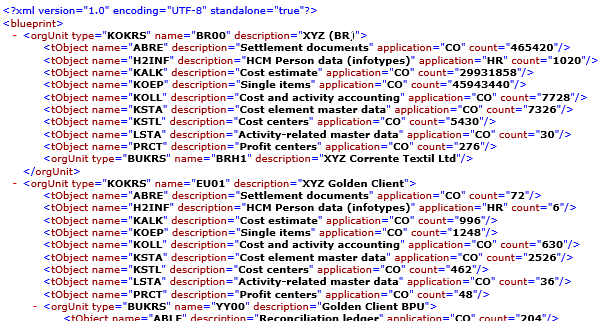 <?xml version="1.0" encoding="UTF-8" standalone="true"?>
<blueprint>
- <orgUnit type="KOKRS" name="BR00" description="XYZ (BR)">
<tObject name="ABRE" description="Settlement documents" application="CO" count="465420"/>
<tObject name="H2INF" description="HCM Person data (infotypes)" application="HR" count="1020"/>
<tObject name="KALK" description="Cost estimate" application="CO" count="29931858"/>
<tObject name="KOEP" description="Single items" application="CO" count="45943440"/>
<tObject name="KOLL" description="Cost and activity accounting" application="CO" count="7728"/>
<tObject name="KSTA" description="Cost element master data" application="CO" count="7326"/>
<tObject name="KSTL" description="Cost centers" application="CO" count="5430"/>
<tObject name="LSTA" description="Activity-related master data" application="CO" count="30"/>
<tObject name="PRCT" description="Profit centers" application="CO" count="276"/>
<orgUnit type="BUKRS" name="BRH1" description="XYZ Corrente Textil Ltd"/>
</orgUnit>
- <orgUnit type="KOKRS" name="EU01" description="XYZ Golden Client">
<tObject name="ABRE" description="Settlement documents" application="CO" count="72"/>
<tObject name="H2INF" description="HCM Person data (infotypes)" application="HR" count="6"/>
<tObject name="KALK" description="Cost estimate" application="CO" count="996"/>
<tObject name="KOEP" description="Single items" application="CO" count="1248"/>
<tObject name="KOLL" description="Cost and activity accounting" application="CO" count="630"/>
<tObject name="KSTA" description="Cost element master data" application="CO" count="2526"/>
<tObject name="KSTL" description="Cost centers" application="CO" count="462"/>
<tObject name="LSTA" description="Activity-related master data" application="CO" count="36"/>
<tObject name="PRCT" description="Profit centers" application="CO" count="48"/>
- <orgUnit type="BUKRS" name="YY00" description="Golden Client BPU">
<tObject name="ABLE" description="Reconciliation ledger" application="CO" count="204"/>